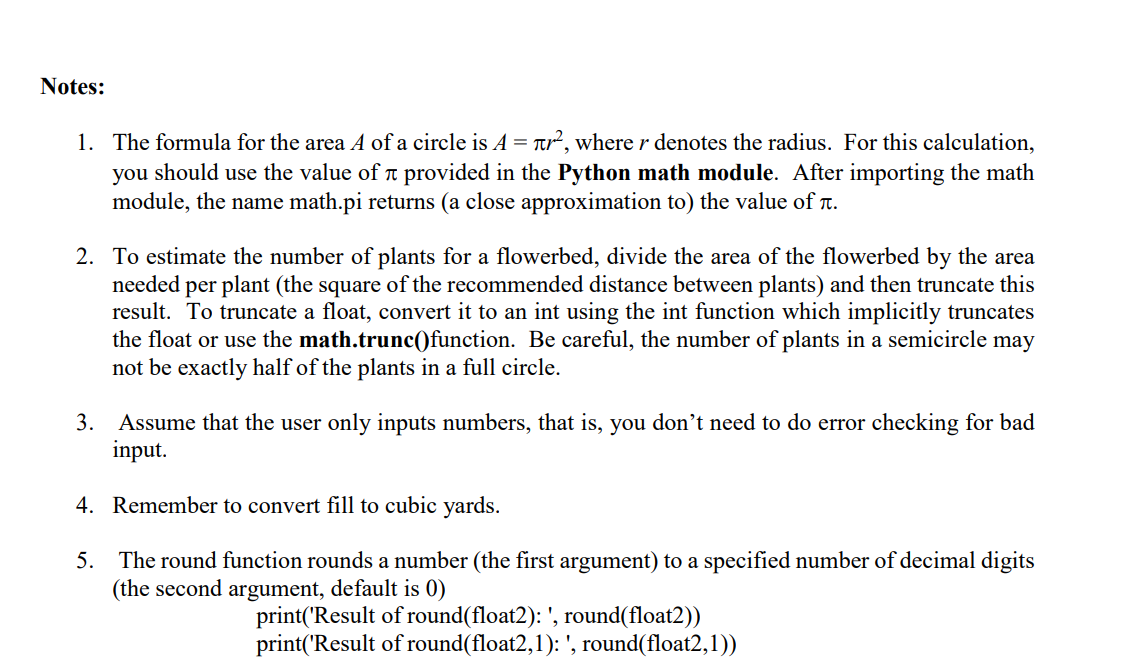 Notes:
1. The formula for the area A of a circle is A = πr², where r denotes the radius. For this calculation,
you should use the value of π provided in the Python math module. After importing the math
module, the name math.pi returns (a close approximation to) the value of π.
2. To estimate the number of plants for a flowerbed, divide the area of the flowerbed by the area
needed per plant (the square of the recommended distance between plants) and then truncate this
result. To truncate a float, convert it to an int using the int function which implicitly truncates
the float or use the math.trunc()function. Be careful, the number of plants in a semicircle may
not be exactly half of the plants in a full circle.
3. Assume that the user only inputs numbers, that is, you don’t need to do error checking for bad
input.
4. Remember to convert fill to cubic yards.
5. The round function rounds a number (the first argument) to a specified number of decimal digits
(the second argument, default is 0)
print('Result of round(float2): ', round(float2))
print('Result of round(float2,1): ', round(float2,1))